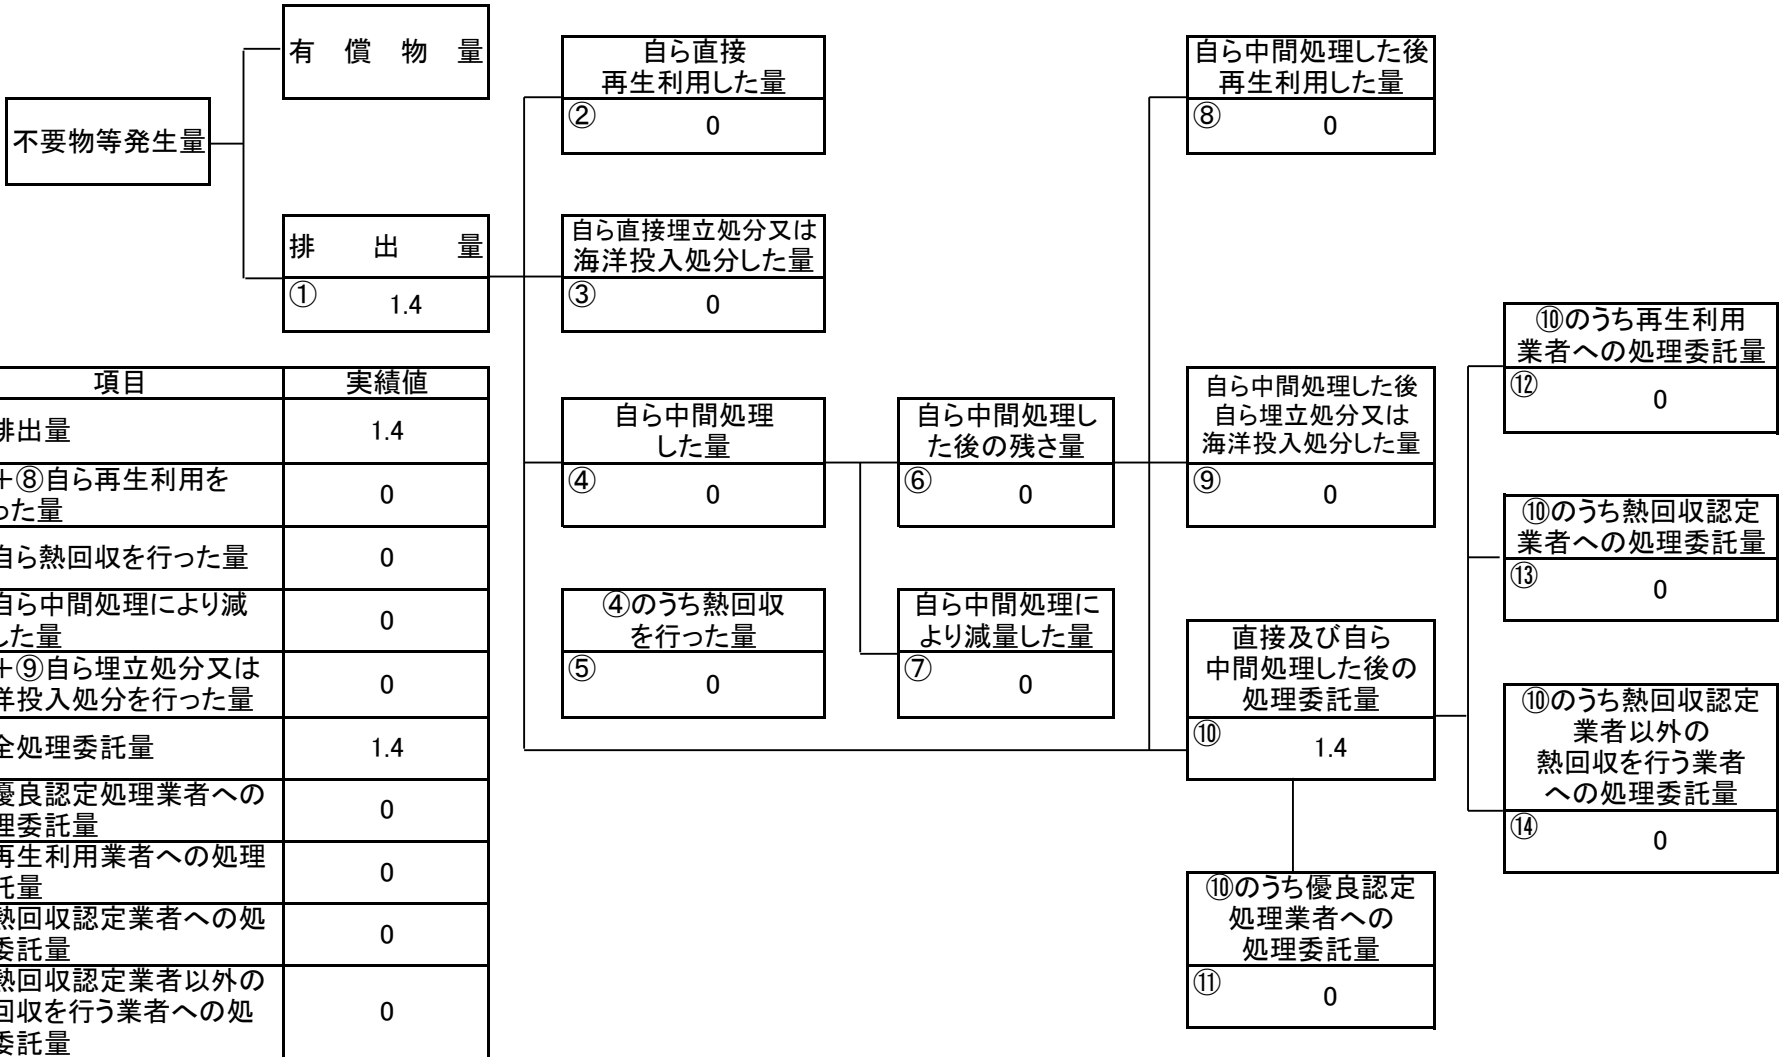 有償物量
不要物等発生量
排出量
①
1.4
自ら直接
再生利用した量
②
0
自ら直接埋立処分又は
海洋投入処分した量
③
0
自ら中間処理
した量
④
0
④のうち熱回収
を行った量
⑤
0
自ら中間処理し
た後の残さ量
⑥
0
自ら中間処理に
より減量した量
⑦
0
自ら中間処理した後
再生利用した量
⑧
0
自ら中間処理した後
自ら埋立処分又は
海洋投入処分した量
⑨
0
直接及び自ら
中間処理した後の
処理委託量
⑩
1.4
⑩のうち優良認定
処理業者への
処理委託量
⑪
0
⑩のうち再生利用
業者への処理委託量
⑫
0
⑩のうち熱回収認定
業者への処理委託量
⑬
0
⑩のうち熱回収認定
業者以外の
熱回収を行う業者
への処理委託量
⑭
0
項目
実績値
排出量
1.4
+⑧自ら再生利用を
った量
0
自ら熱回収を行った量
0
自ら中間処理により減
した量
0
+⑨自ら埋立処分又は
洋投入処分を行った量
0
全処理委託量
1.4
優良認定処理業者への
理委託量
0
再生利用業者への処理
託量
0
熱回収認定業者への処
委託量
0
熱回収認定業者以外の
回収を行う業者への処
委託量
0